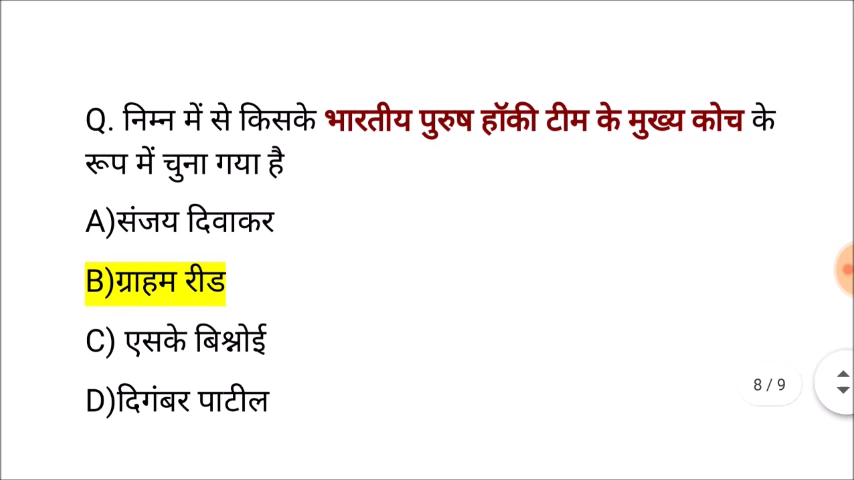 Q. निम्न में से किसके भारतीय पुरुष हॉकी टीम के मुख्य कोच के
रूप में चुना गया है
A)संजय दिवाकर
B)ग्राहम रीड
C) एसके बिश्नोई
D)दिगंबर पाटील
8 / 9